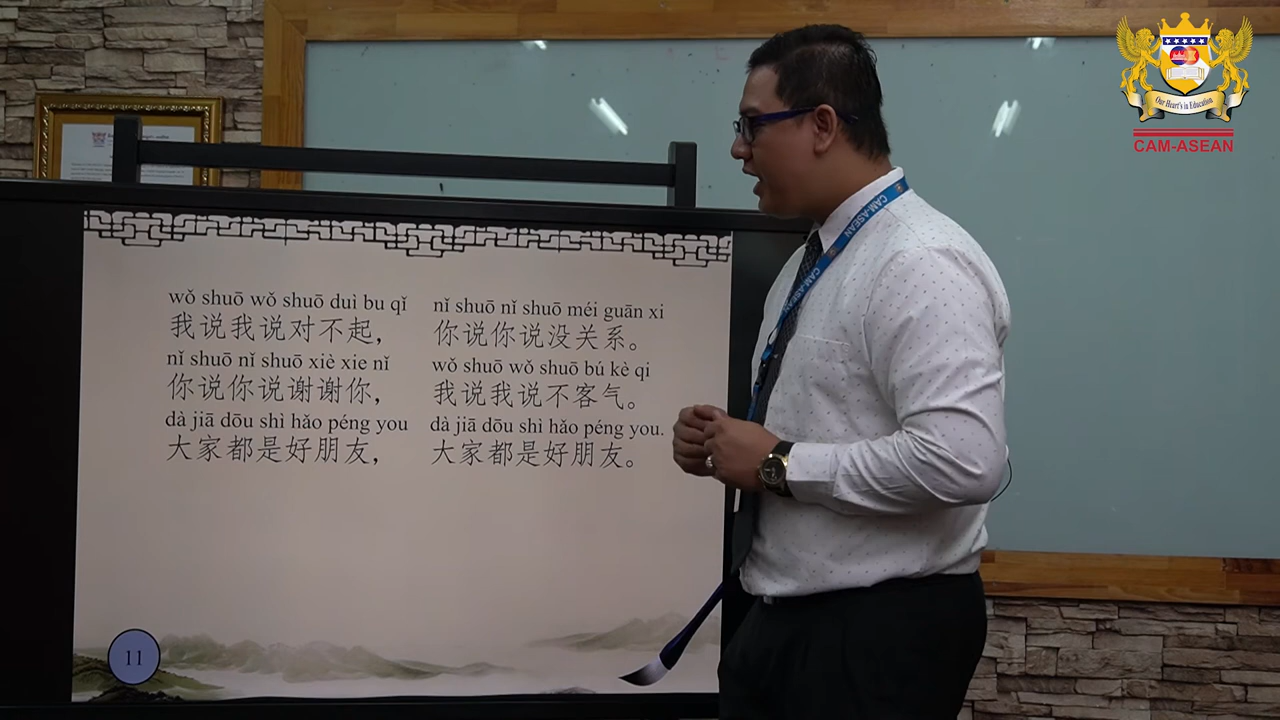 Our Heart's in Education
CAM-ASEAN
CAM-ASEAN
CAM-ASEAN
wǒ shuō wǒ shuō duì bu qǐ
我说我说对不起，
nǐ shuō nǐ shuō xiè xie nǐ
你说你说谢谢你，
dà jiā dōu shì hǎo péng you
大家都是好朋友，
nǐ shuō nǐ shuō méi guān xi
你说你说没关系。
wǒ shuō wǒ shuō bú kè qi
我说我说不客气。
dà jiā dōu shì hǎo péng you.
大家都是好朋友。
11